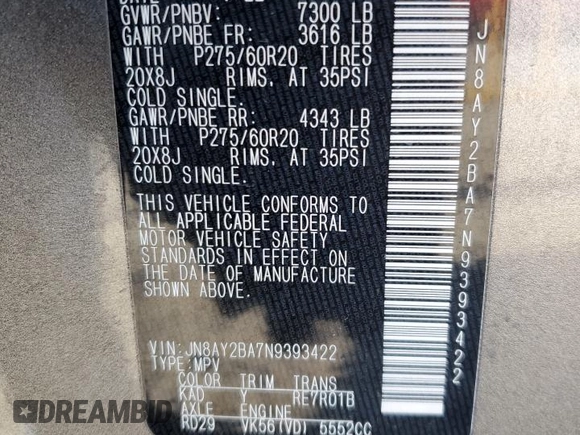 GVWR/PNBV: 7300 LB
GAWR/PNBE FR: 3616 LB
WITH P275/60R20 TIRES
20X8J RIMS, AT 35PSI
COLD SINGLE.
GAWR/PNBE RR: 4343 LB
WITH P275/60R20 TIRES
20X8J RIMS, AT 35PSI
COLD SINGLE.
THIS VEHICLE CONFORMS TO
ALL APPLICABLE FEDERAL
MOTOR VEHICLE SAFETY
STANDARDS IN EFFECT ON
THE DATE OF MANUFACTURE
SHOWN ABOVE.
VIN:JN8AY2BA7N9393422
TYPE:MPV
COLOR TRIM TRANS
KAD Y RE7R01B
AXLE ENGINE
RD29 VK56(VD) 5552CC
JN8AY2BA7N9393422
DREAMBID